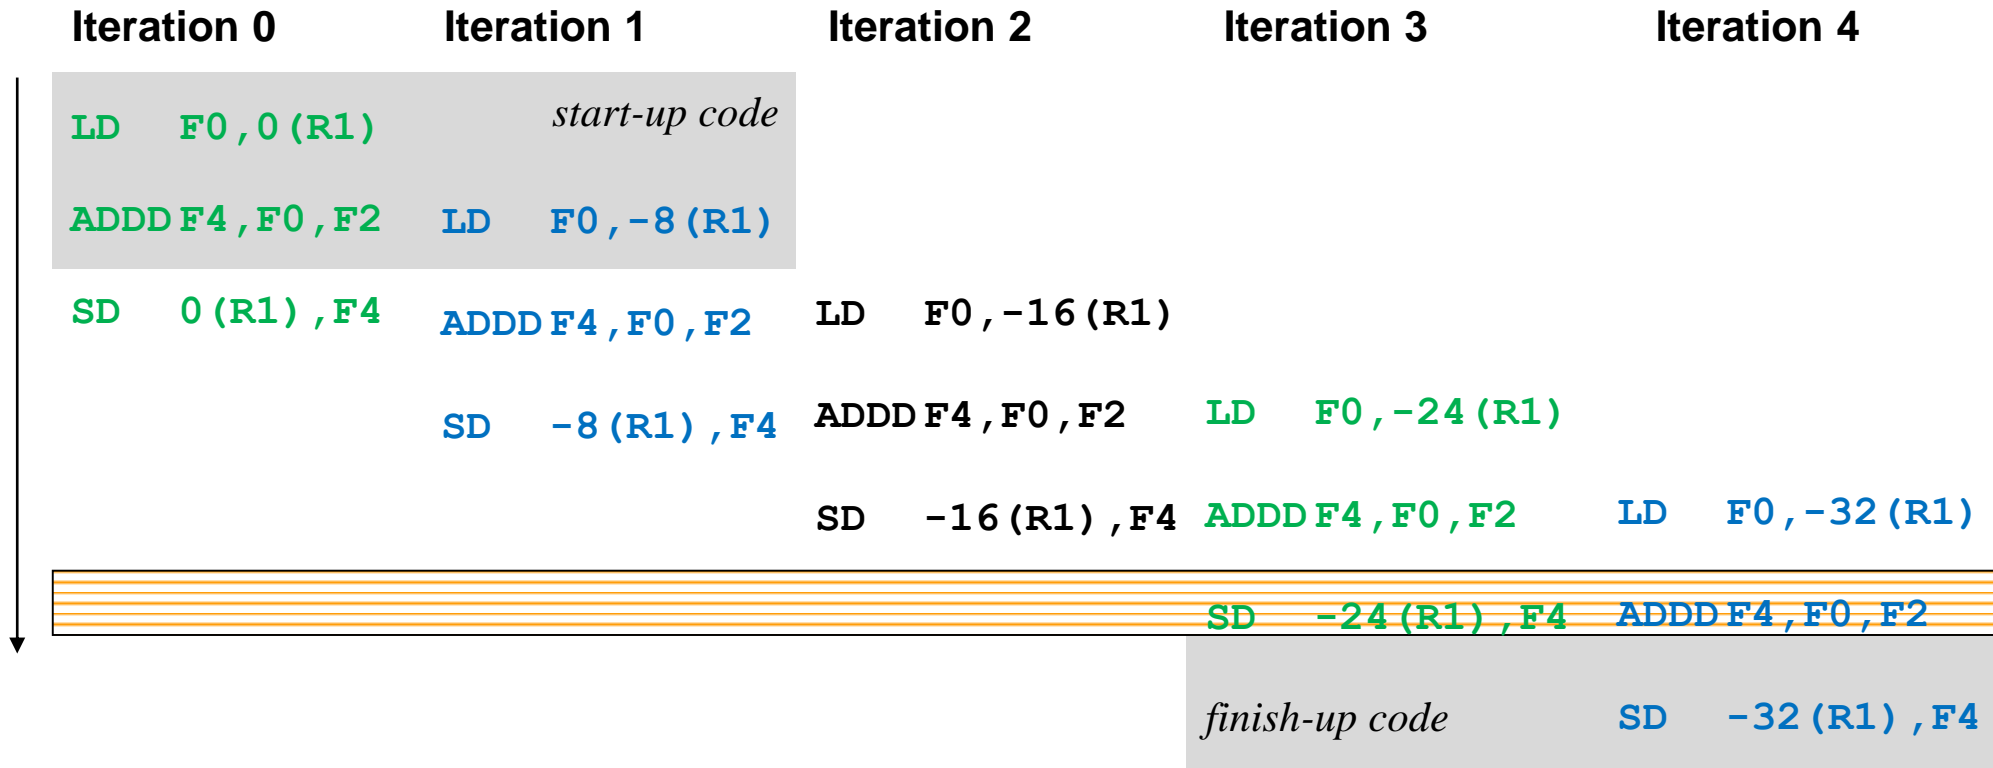 Iteration 0 Iteration 1 Iteration 2 Iteration 3 Iteration 4
LD F0,0(R1) start-up code
ADDD F4,F0,F2 LD F0,-8(R1)
SD 0(R1),F4 ADDD F4,F0,F2 LD F0,-16(R1)
SD -8(R1),F4 ADDD F4,F0,F2 LD F0,-24(R1)
SD -16(R1),F4 ADDD F4,F0,F2 LD F0,-32(R1)
SD -24(R1),F4 ADDD F4,F0,F2
finish-up code SD -32(R1),F4